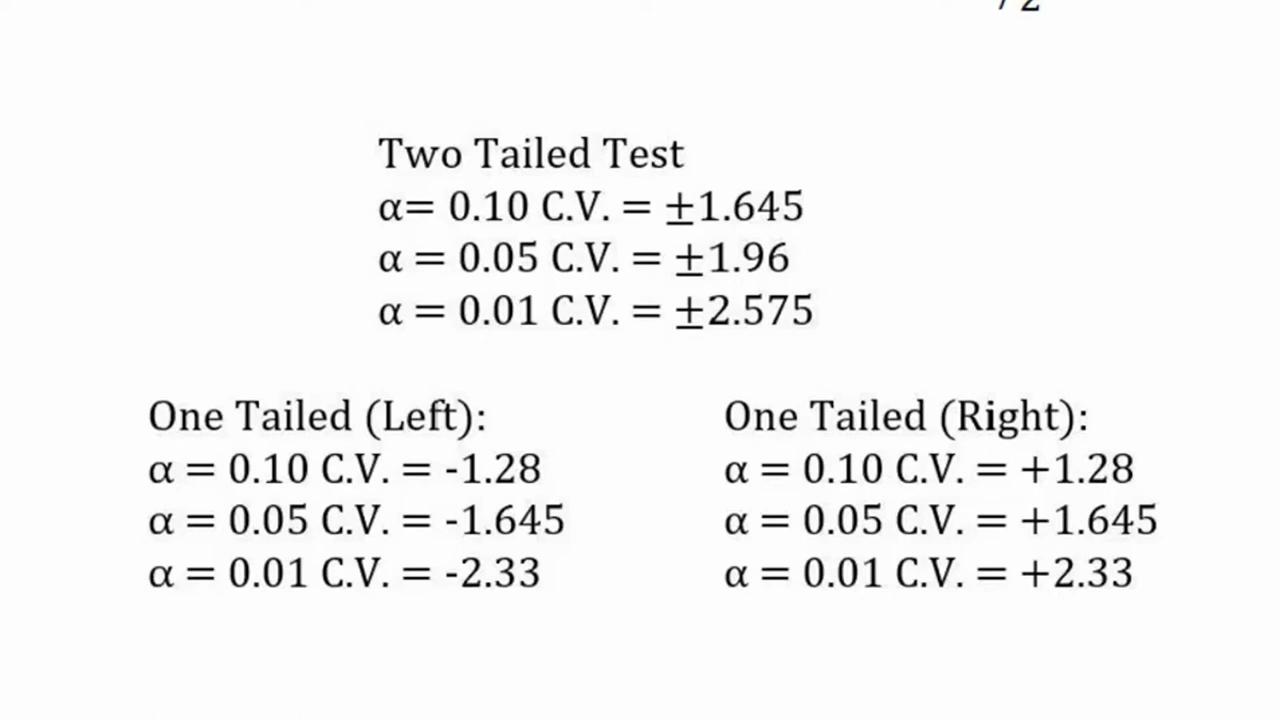 / 2
Two Tailed Test
α= 0.10 C.V. = ±1.645
α = 0.05 C.V. = ±1.96
α = 0.01 C.V. = ±2.575
One Tailed (Left):
α = 0.10 C.V. = -1.28
α = 0.05 C.V. = -1.645
α = 0.01 C.V. = -2.33
One Tailed (Right):
α = 0.10 C.V. = +1.28
α = 0.05 C.V. = +1.645
α = 0.01 C.V. = +2.33